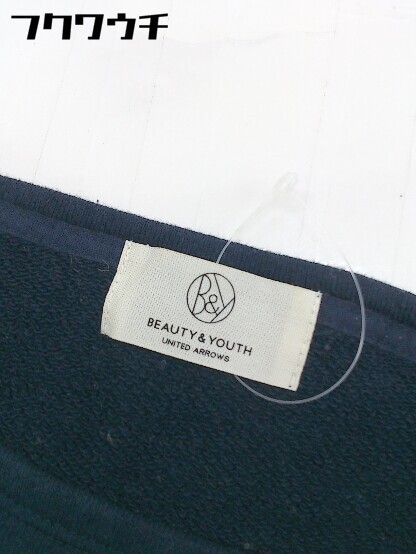 フクワウチ
B&Y
BEAUTY & YOUTH
UNITED ARROWS